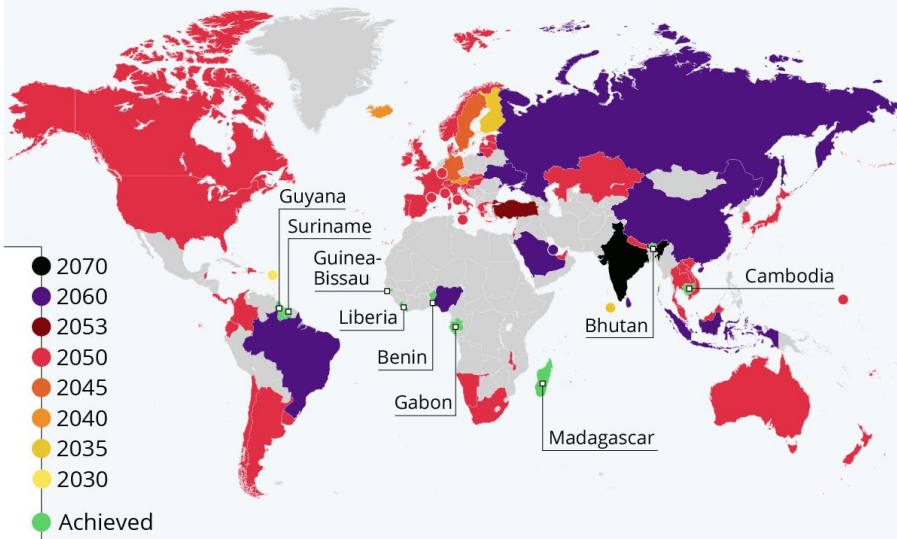 Guyana
Suriname
Guinea-
Bissau
Liberia
Benin
Gabon
Madagascar
Bhutan
Cambodia
2070
2060
2053
2050
2045
2040
2035
2030
Achieved